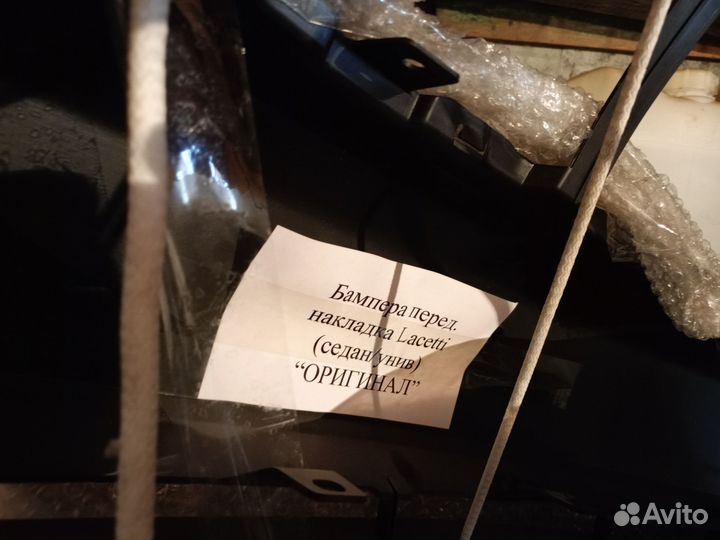 Бампера перед.
накладка Lacetti
(седан/унив)
“ОРИГИНАЛ”
Avito